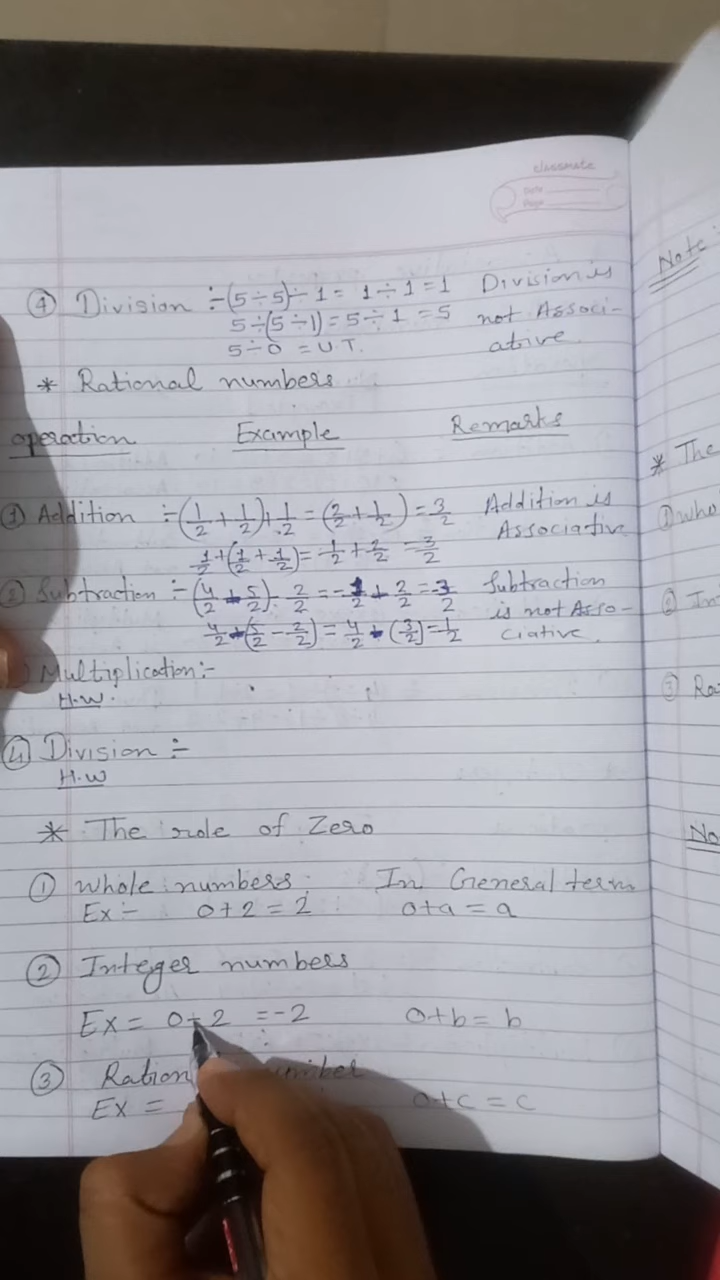 classmate
Date
Page
④ Division ÷ (5÷5)÷1 = 1÷1 = 1 Division is
5÷(5÷1) = 5÷1 = 5 not Associ-
5÷0 = U.T. ative
* Rational numbers
operation Example Remarks
Addition ÷ (1/2 + 1/2) + 1/2 = (2/2 + 1/2) = 3/2 Addition is
1/2 + (1/2 + 1/2) = 1/2 + 2/2 = 3/2 Associative
② Subtraction ÷ (4/2 - 5/2) - 2/2 = -1/2 + 2/2 = 3/2 Subtraction
is not Asso-
4/2 - (5/2 - 2/2) = 4/2 - (3/2) = 1/2 ciative.
Multiplication:-
H.W.
④ Division ÷
H.W
* The role of Zero
① Whole numbers In General term
Ex:- 0+2 = 2 0+a = a
② Integer numbers
Ex = 0-2 = -2 0+b = b
③ Ration
Ex = 0+c = c
Note:
* The
① who
② In
③ Ra
No